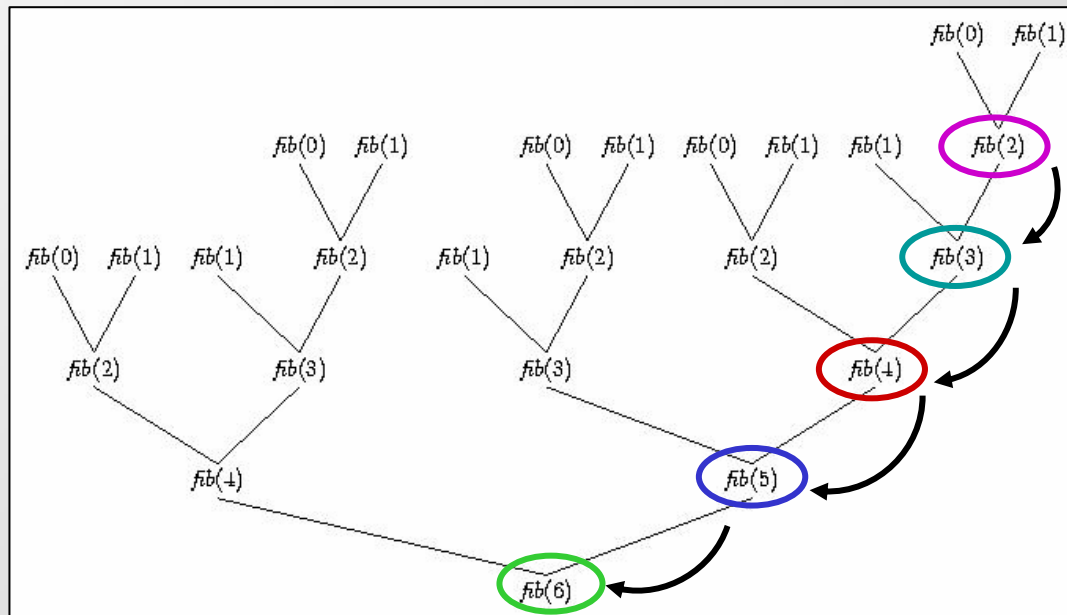 fib(0) fib(1)
fib(0) fib(1) fib(0) fib(1) fib(0) fib(1) fib(1) fib(2)
fib(0) fib(1) fib(1) fib(2) fib(1) fib(2) fib(2) fib(3)
fib(2) fib(3) fib(3) fib(4)
fib(4) fib(5)
fib(6)